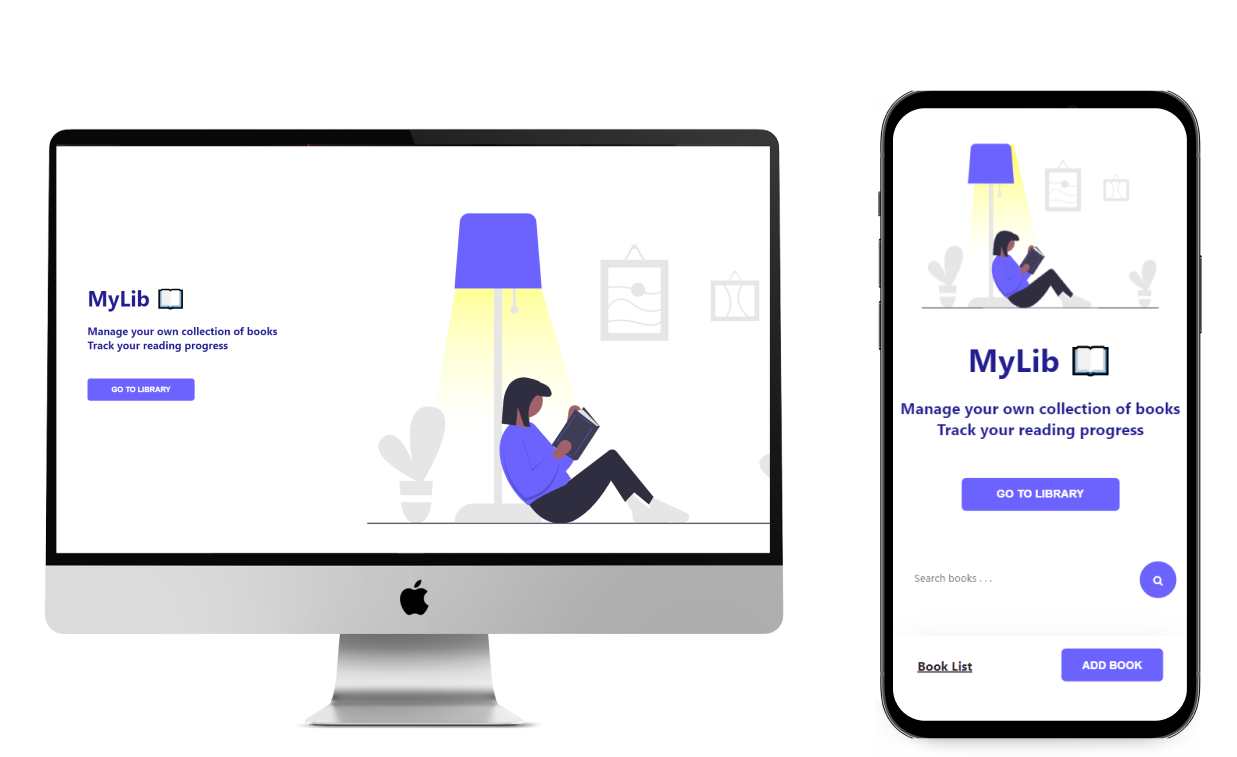 MyLib
Manage your own collection of books
Track your reading progress
GO TO LIBRARY
MyLib
Manage your own collection of books
Track your reading progress
GO TO LIBRARY
Search books . . .
Book List
ADD BOOK